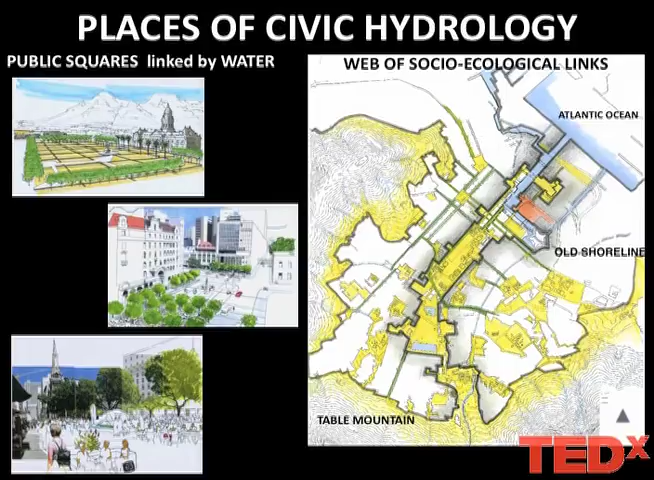 PLACES OF CIVIC HYDROLOGY
PUBLIC SQUARES linked by WATER
WEB OF SOCIO-ECOLOGICAL LINKS
ATLANTIC OCEAN
OLD SHORELINE
TABLE MOUNTAIN
TEDx